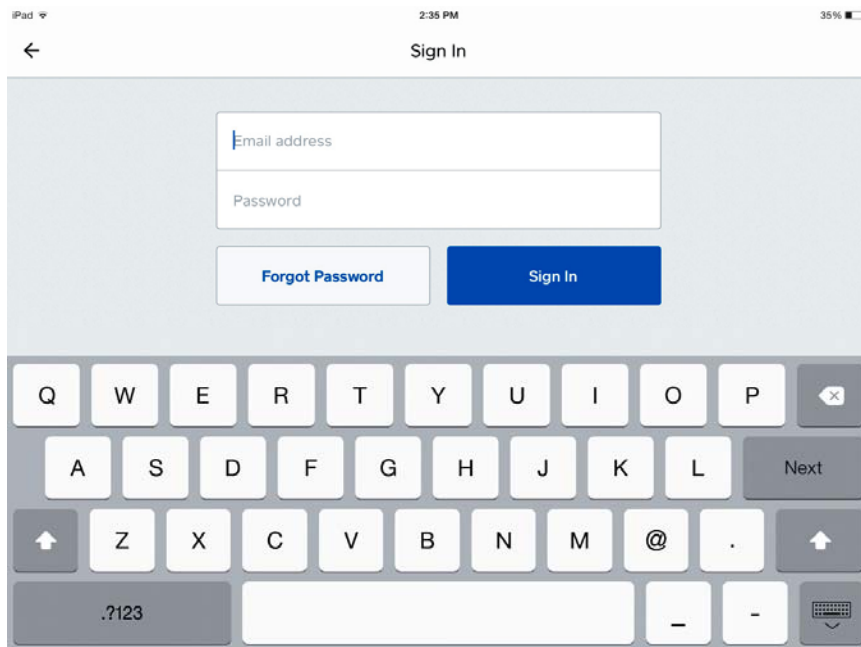 iPad 2:35 PM 35%
Sign In
Email address
Password
Forgot Password Sign In
Q W E R T Y U I O P
A S D F G H J K L Next
Z X C V B N M @ .
.?123 _ -